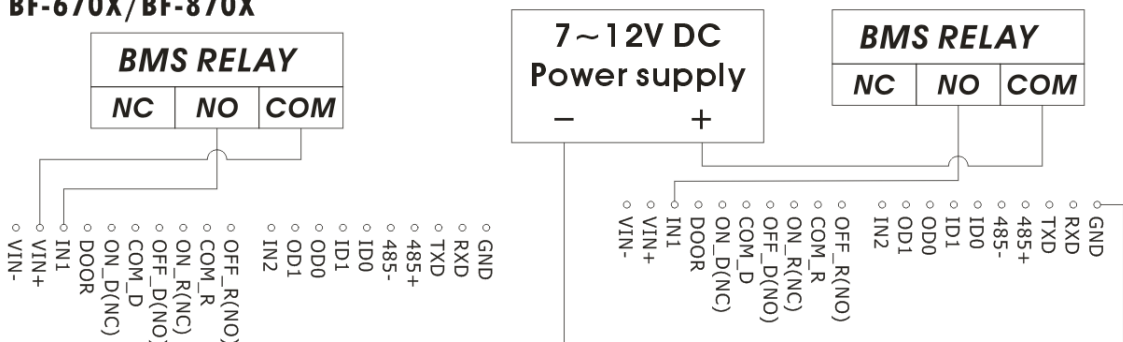 BF-670X/BF-870X
BMS RELAY
NC NO COM
VIN-
VIN+
IN1
DOOR
ON_D(NC)
COM_D
OFF_D(NO)
ON_R(NC)
COM_R
OFF_R(NO)
IN2
OD1
OD0
ID1
ID0
485-
485+
TXD
RXD
GND
7~12V DC
Power supply
− +
BMS RELAY
NC NO COM
VIN-
VIN+
IN1
DOOR
ON_D(NC)
COM_D
OFF_D(NO)
ON_R(NC)
COM_R
OFF_R(NO)
IN2
OD1
OD0
ID1
ID0
485-
485+
TXD
RXD
GND